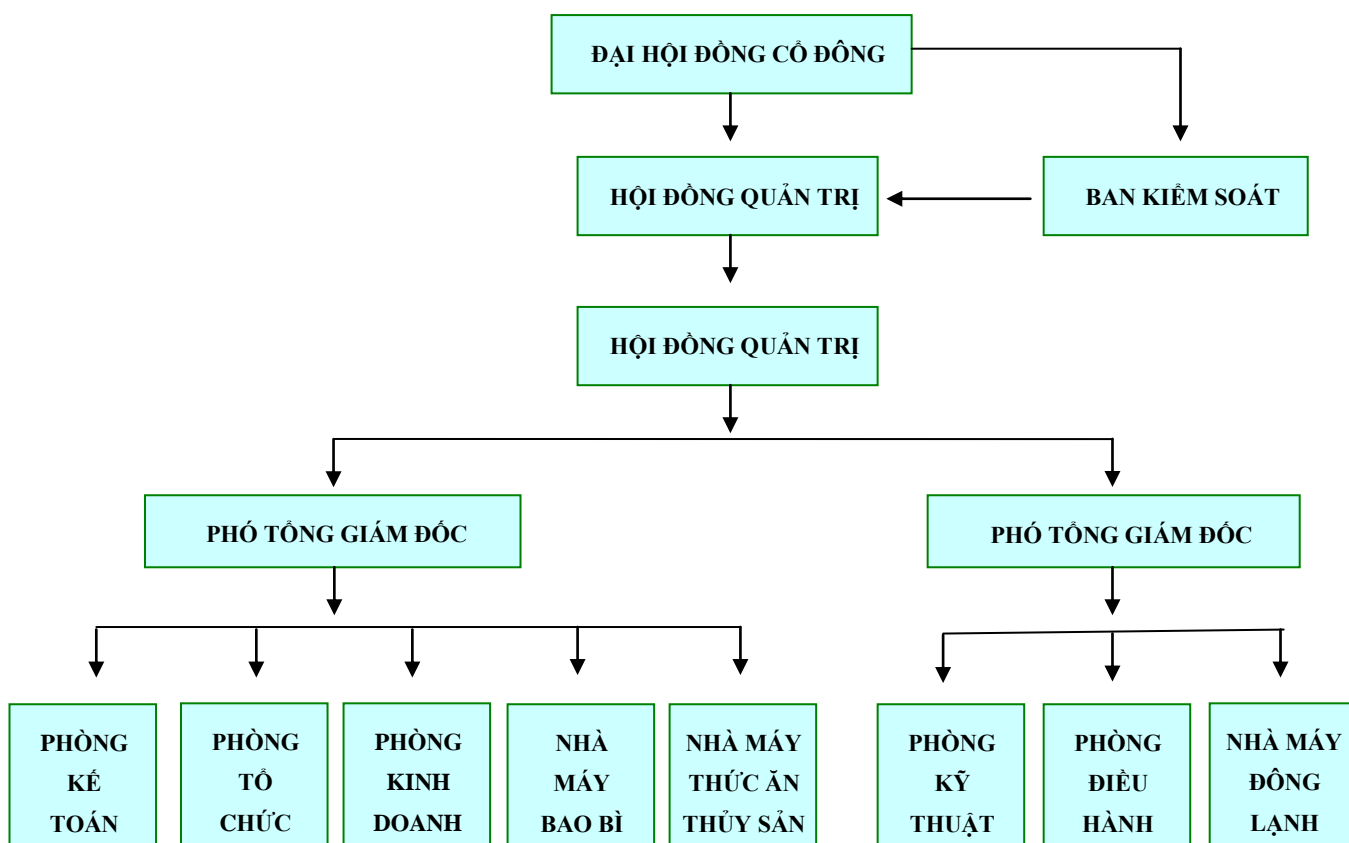 ĐẠI HỘI ĐỒNG CỔ ĐÔNG
HỘI ĐỒNG QUẢN TRỊ
BAN KIỂM SOÁT
HỘI ĐỒNG QUẢN TRỊ
PHÓ TỔNG GIÁM ĐỐC
PHÓ TỔNG GIÁM ĐỐC
PHÒNG
KẾ
TOÁN
PHÒNG
TỔ
CHỨC
PHÒNG
KINH
DOANH
NHÀ
MÁY
BAO BÌ
NHÀ MÁY
THỨC ĂN
THỦY SẢN
PHÒNG
KỸ
THUẬT
PHÒNG
ĐIỀU
HÀNH
NHÀ MÁY
ĐÔNG
LẠNH